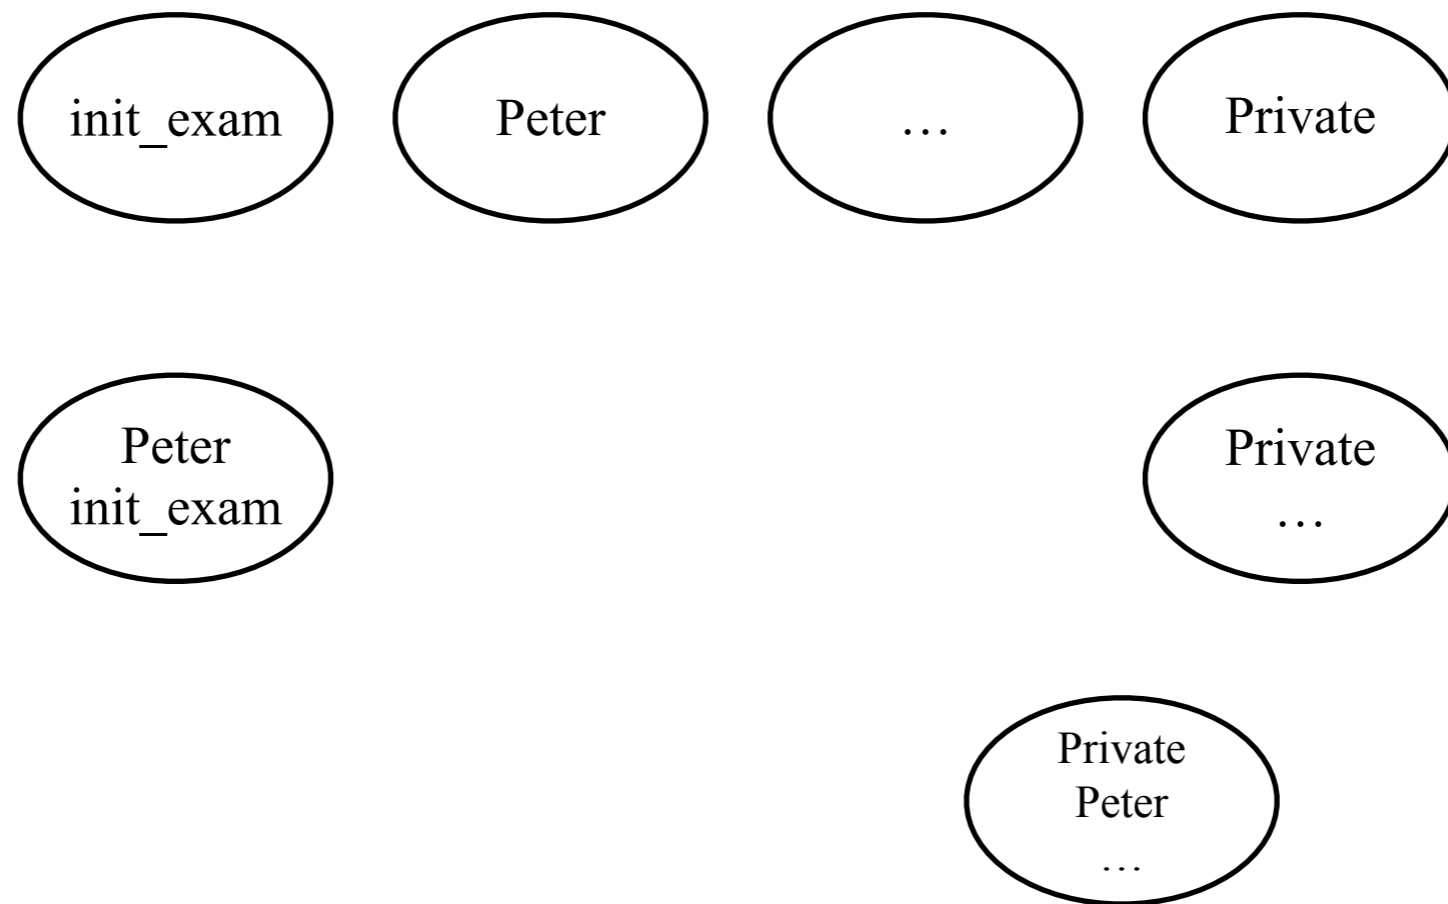 init_exam
Peter
…
Private
Peter
init_exam
Private
…
Private
Peter
…